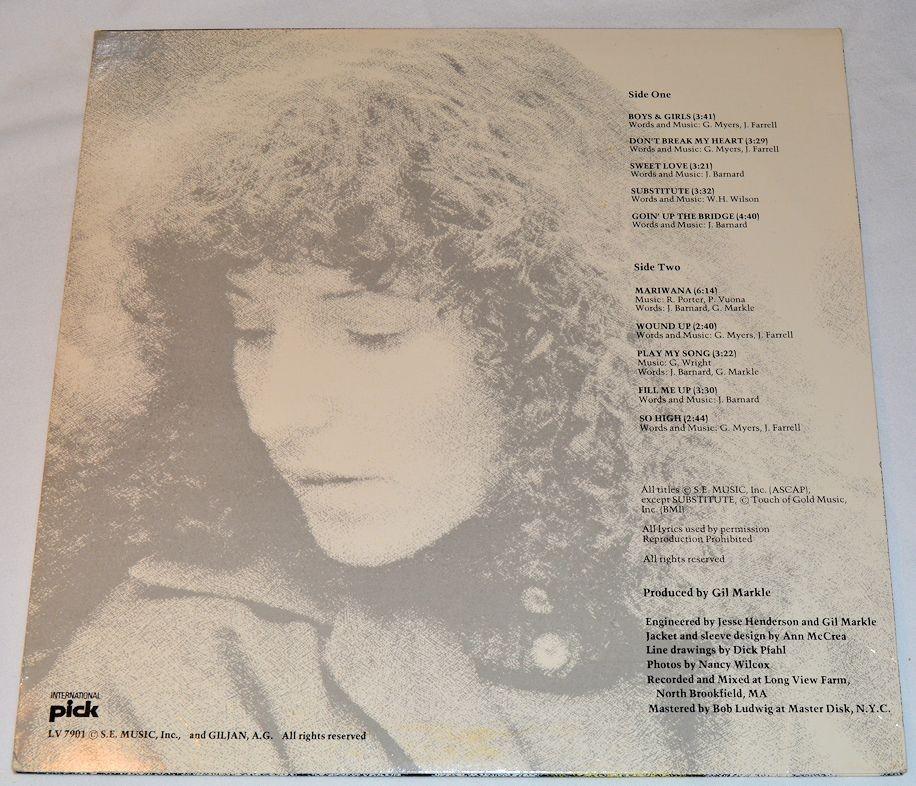 Side One
BOYS & GIRLS (3:41)
Words and Music: G. Myers, J. Farrell
DON'T BREAK MY HEART (3:29)
Words and Music: G. Myers, J. Farrell
SWEET LOVE (3:21)
Words and Music: J. Barnard
SUBSTITUTE (3:32)
Words and Music: W.H. Wilson
GOIN' UP THE BRIDGE (4:40)
Words and Music: J. Barnard
Side Two
MARIWANA (6:14)
Music: R. Porter, P. Vuona
Words: J. Barnard, G. Markle
WOUND UP (2:40)
Words and Music: G. Myers, J. Farrell
PLAY MY SONG (3:22)
Music: G. Wright
Words: J. Barnard, G. Markle
FILL ME UP (3:30)
Words and Music: J. Barnard
SO HIGH (2:44)
Words and Music: G. Myers, J. Farrell
All titles © S.E. MUSIC, Inc. (ASCAP),
except SUBSTITUTE, © Touch of Gold Music,
Inc. (BMI)
All lyrics used by permission
Reproduction Prohibited
All rights reserved
Produced by Gil Markle
Engineered by Jesse Henderson and Gil Markle
Jacket and sleeve design by Ann McCrea
Line drawings by Dick Pfahl
Photos by Nancy Wilcox
Recorded and Mixed at Long View Farm,
North Brookfield, MA
Mastered by Bob Ludwig at Master Disk, N.Y.C.
INTERNATIONAL
pick
LV 7901 © S.E. MUSIC, Inc., and GILJAN, A.G. All rights reserved